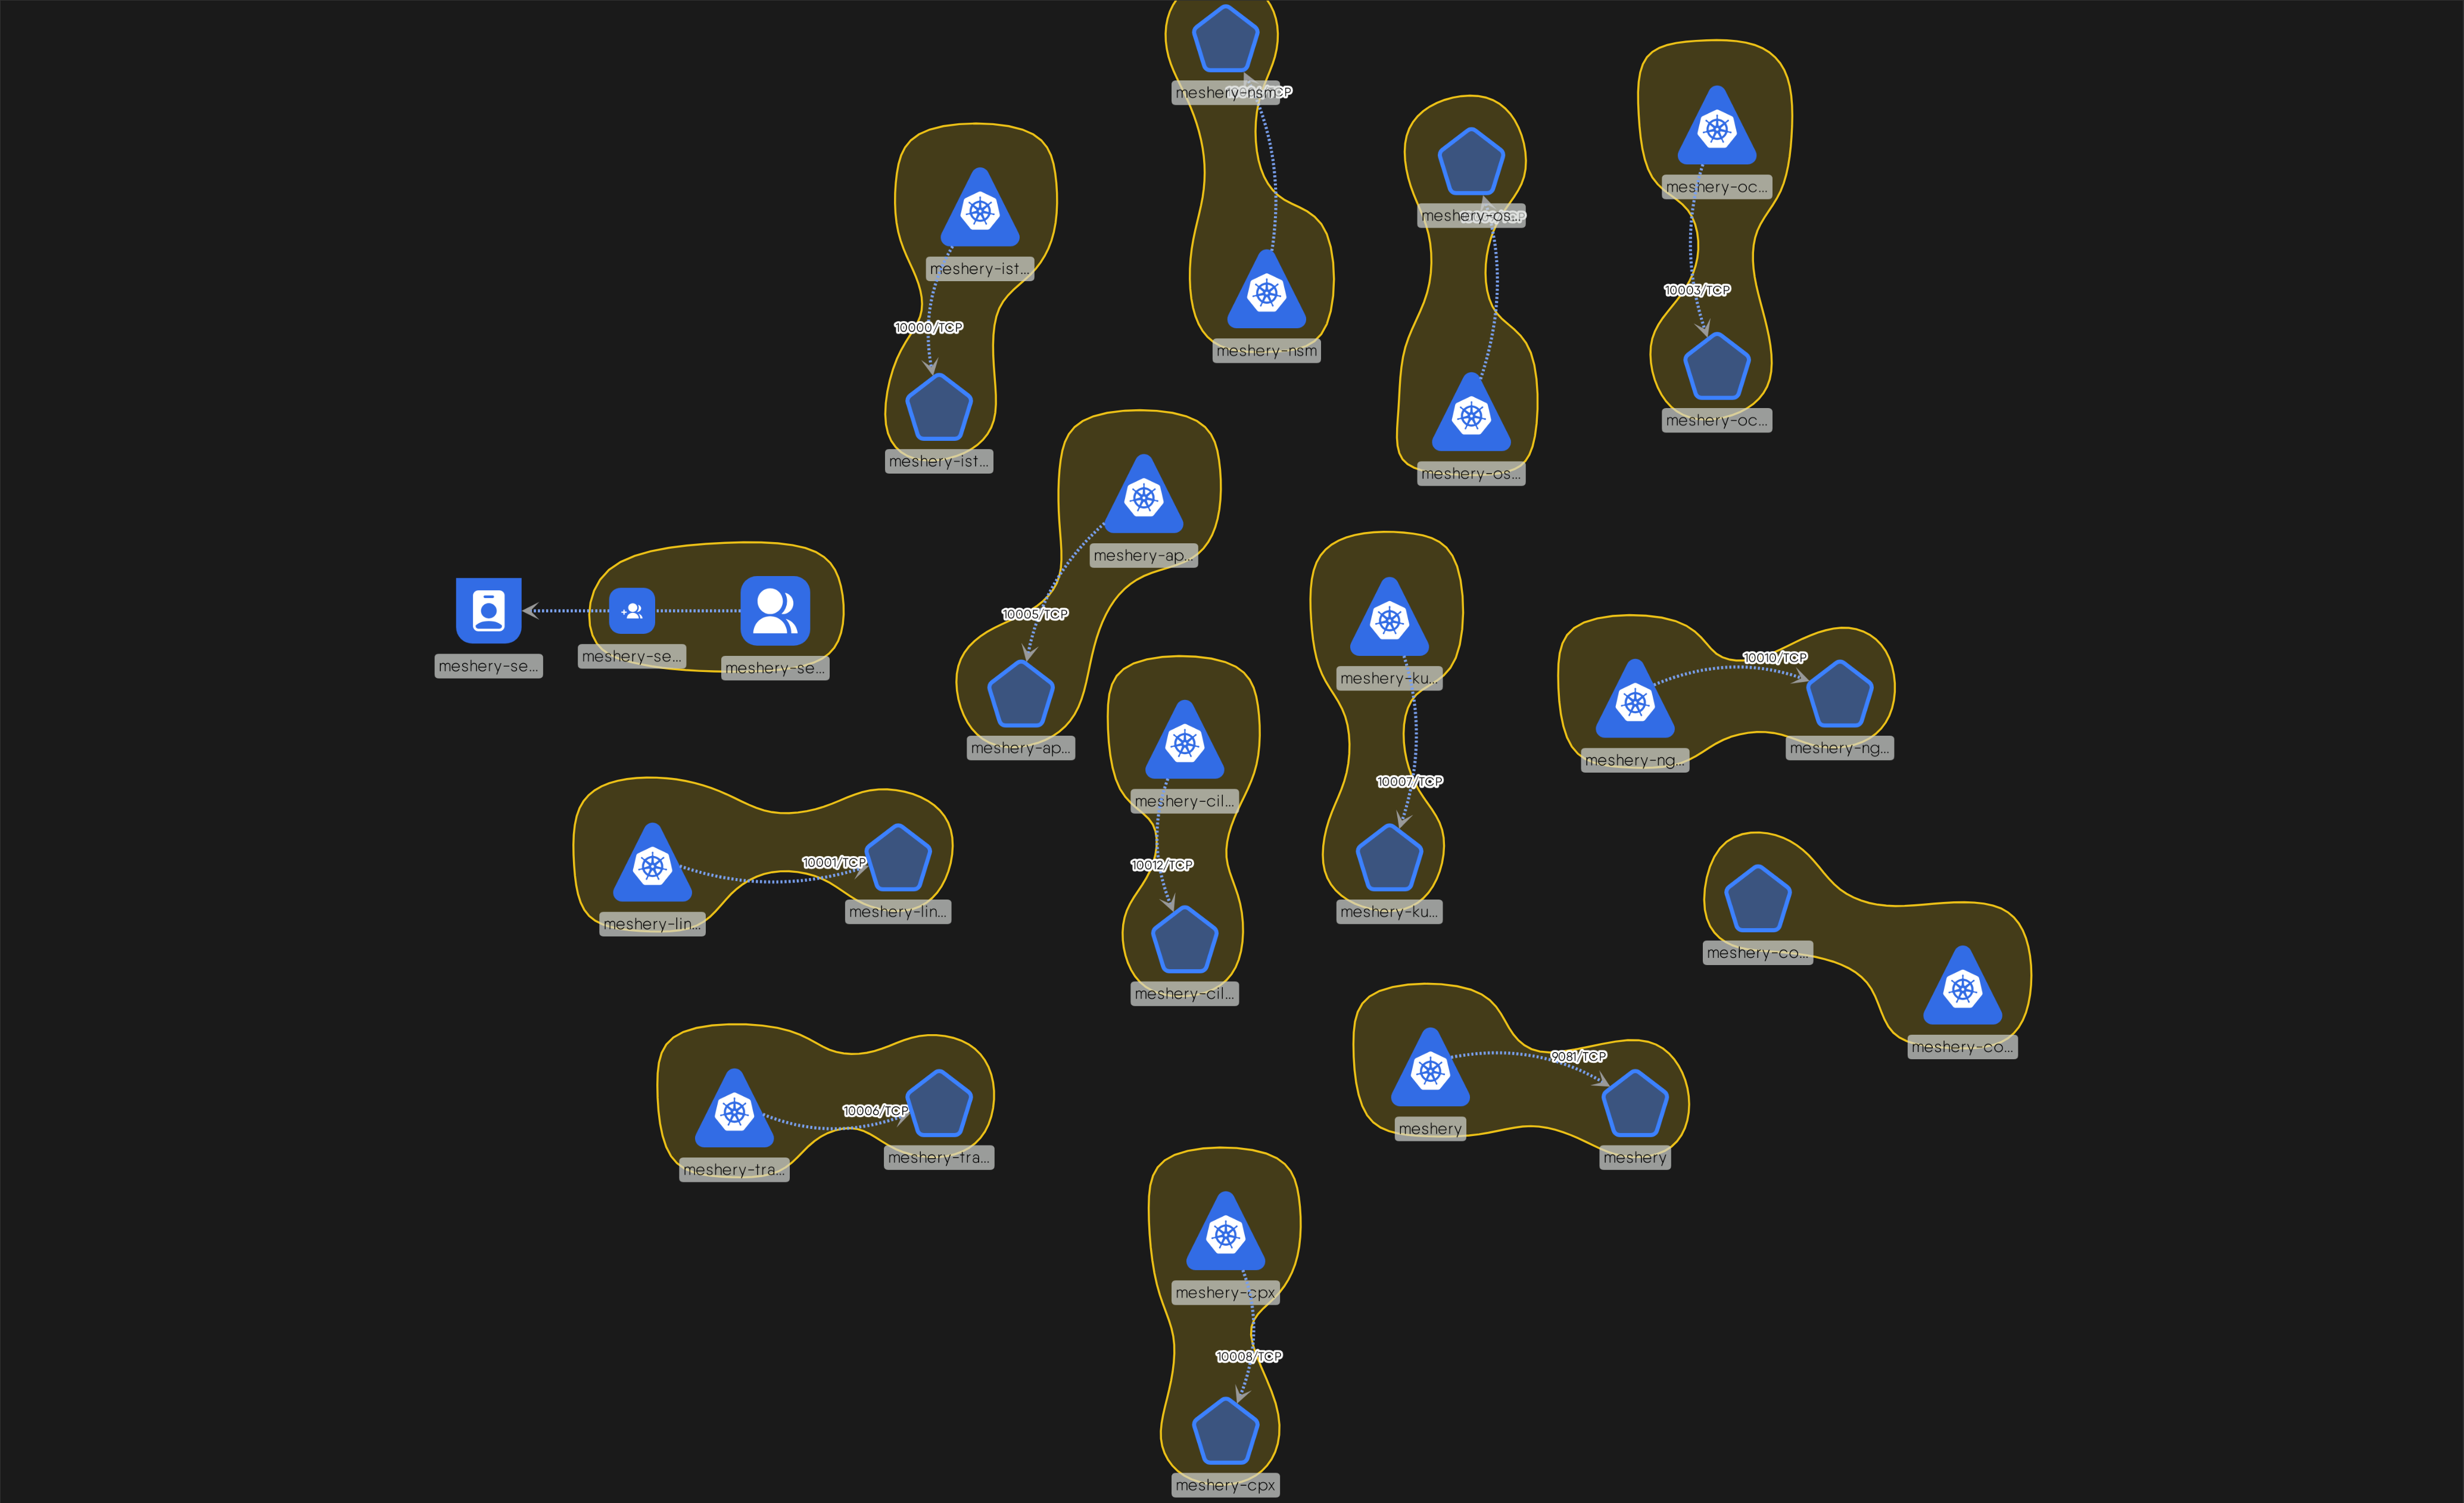 meshery-nsm
meshery-oc...
meshery-os...
meshery-ist...
10003/TCP
10000/TCP
meshery-nsm
meshery-oc...
meshery-ist...
meshery-os...
meshery-ap...
10005/TCP
meshery-se...
meshery-se...
meshery-se...
10010/TCP
meshery-ku...
meshery-ap...
meshery-ng...
meshery-ng...
10007/TCP
meshery-cil...
10001/TCP
10012/TCP
meshery-lin...
meshery-lin...
meshery-ku...
meshery-co...
meshery-cil...
meshery-co...
9081/TCP
10006/TCP
meshery
meshery-tra...
meshery
meshery-tra...
meshery-cpx
10008/TCP
meshery-cpx